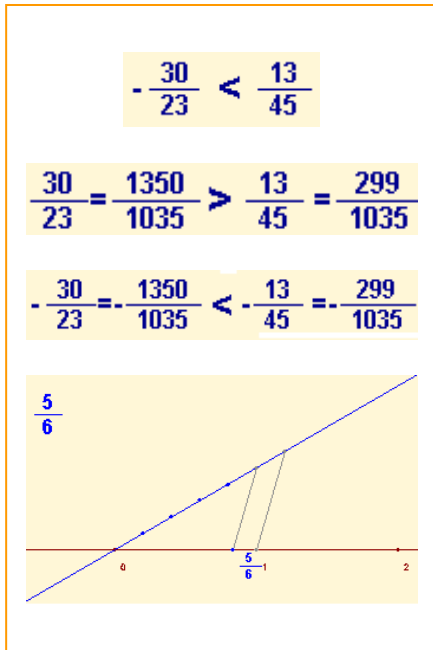 - 30/23 < 13/45
30/23 = 1350/1035 > 13/45 = 299/1035
- 30/23 =- 1350/1035 < - 13/45 =- 299/1035
5/6
0 5/6 1 2